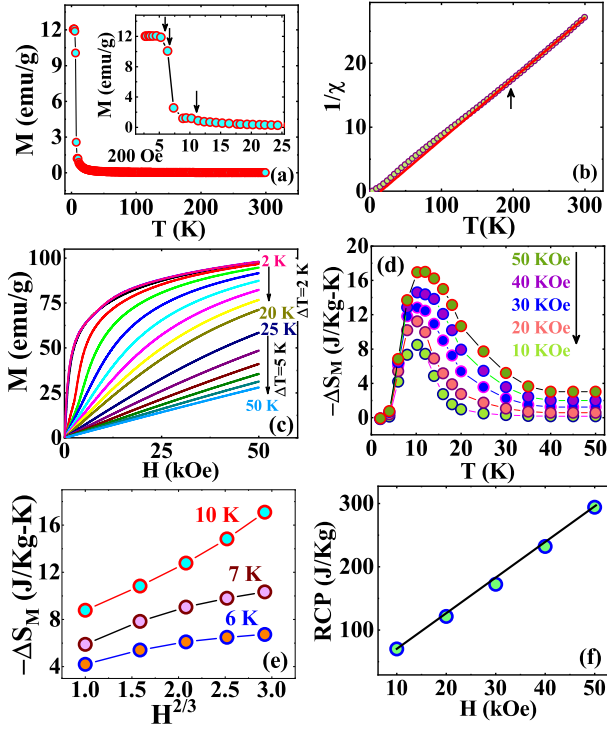 12
9
6
3
0
M (emu/g)
0
100
200
300
T (K)
(a)
12
8
4
0
M (emu/g)
5
10
15
20
25
200 Oe
30
20
10
0
1/χ
0
100
200
300
T(K)
(b)
100
75
50
25
0
M (emu/g)
0
25
50
H (kOe)
(c)
2 K
20 K
25 K
50 K
ΔT=2 K
ΔT=5 K
20
16
12
8
4
0
−ΔS_M (J/Kg-K)
0
10
20
30
40
50
T (K)
(d)
50 KOe
40 KOe
30 KOe
20 KOe
10 KOe
16
12
8
4
−ΔS_M (J/Kg-K)
1.0
1.5
2.0
2.5
3.0
H^2/3
(e)
10 K
7 K
6 K
300
200
100
RCP (J/Kg)
10
20
30
40
50
H (kOe)
(f)